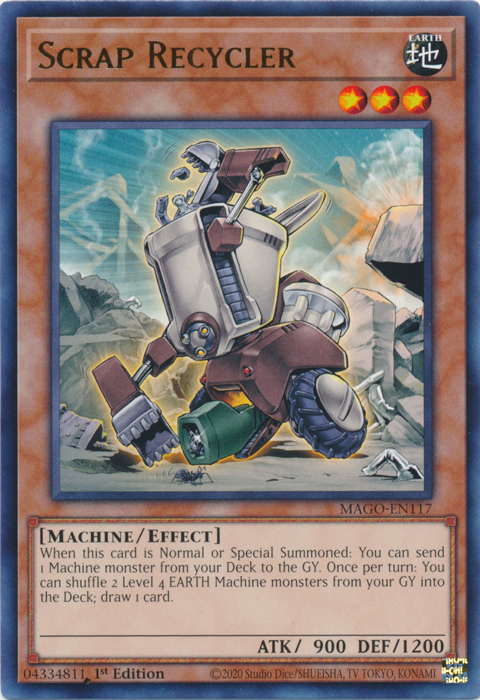 SCRAP RECYCLER
EARTH
地
MAGO-EN117
[MACHINE/EFFECT]
When this card is Normal or Special Summoned: You can send
1 Machine monster from your Deck to the GY. Once per turn: You
can shuffle 2 Level 4 EARTH Machine monsters from your GY into
the Deck; draw 1 card.
ATK/ 900 DEF/1200
04334811 1st Edition ©2020 Studio Dice/SHUEISHA, TV TOKYO, KONAMI